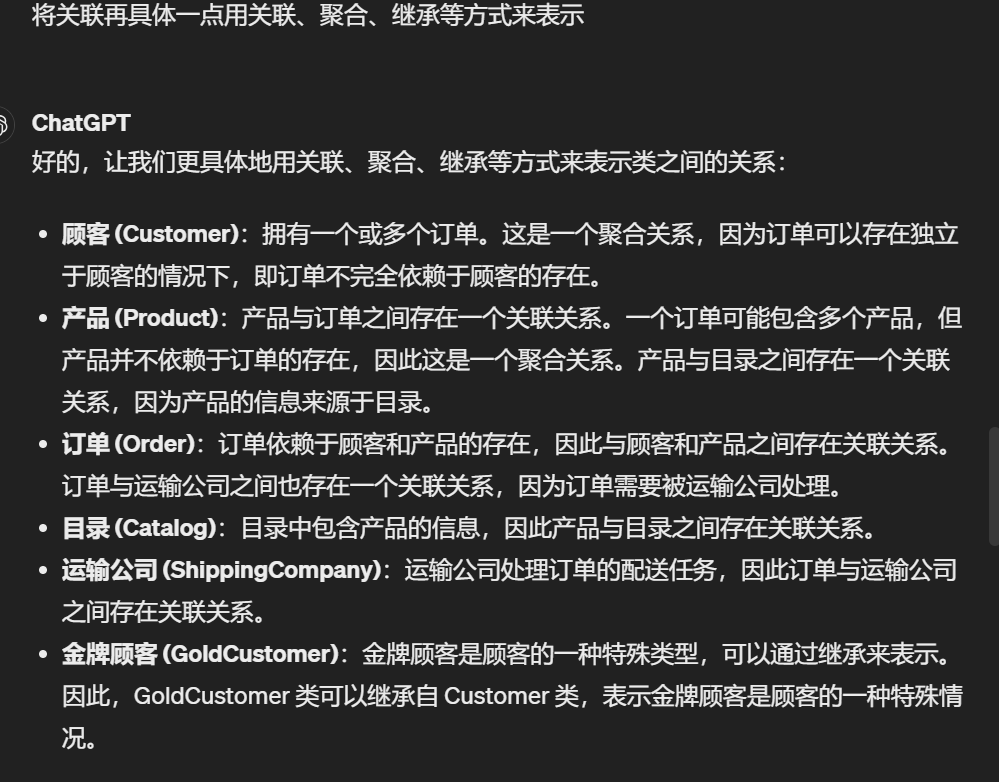 将关联再具体一点用关联、聚合、继承等方式来表示
ChatGPT
好的，让我们更具体地用关联、聚合、继承等方式来表示类之间的关系：
• 顾客 (Customer)：拥有一个或多个订单。这是一个聚合关系，因为订单可以存在独立
于顾客的情况下，即订单不完全依赖于顾客的存在。
• 产品 (Product)：产品与订单之间存在一个关联关系。一个订单可能包含多个产品，但
产品并不依赖于订单的存在，因此这是一个聚合关系。产品与目录之间存在一个关联
关系，因为产品的信息来源于目录。
• 订单 (Order)：订单依赖于顾客和产品的存在，因此与顾客和产品之间存在关联关系。
订单与运输公司之间也存在一个关联关系，因为订单需要被运输公司处理。
• 目录 (Catalog)：目录中包含产品的信息，因此产品与目录之间存在关联关系。
• 运输公司 (ShippingCompany)：运输公司处理订单的配送任务，因此订单与运输公司
之间存在关联关系。
• 金牌顾客 (GoldCustomer)：金牌顾客是顾客的一种特殊类型，可以通过继承来表示。
因此，GoldCustomer 类可以继承自 Customer 类，表示金牌顾客是顾客的一种特殊情
况。